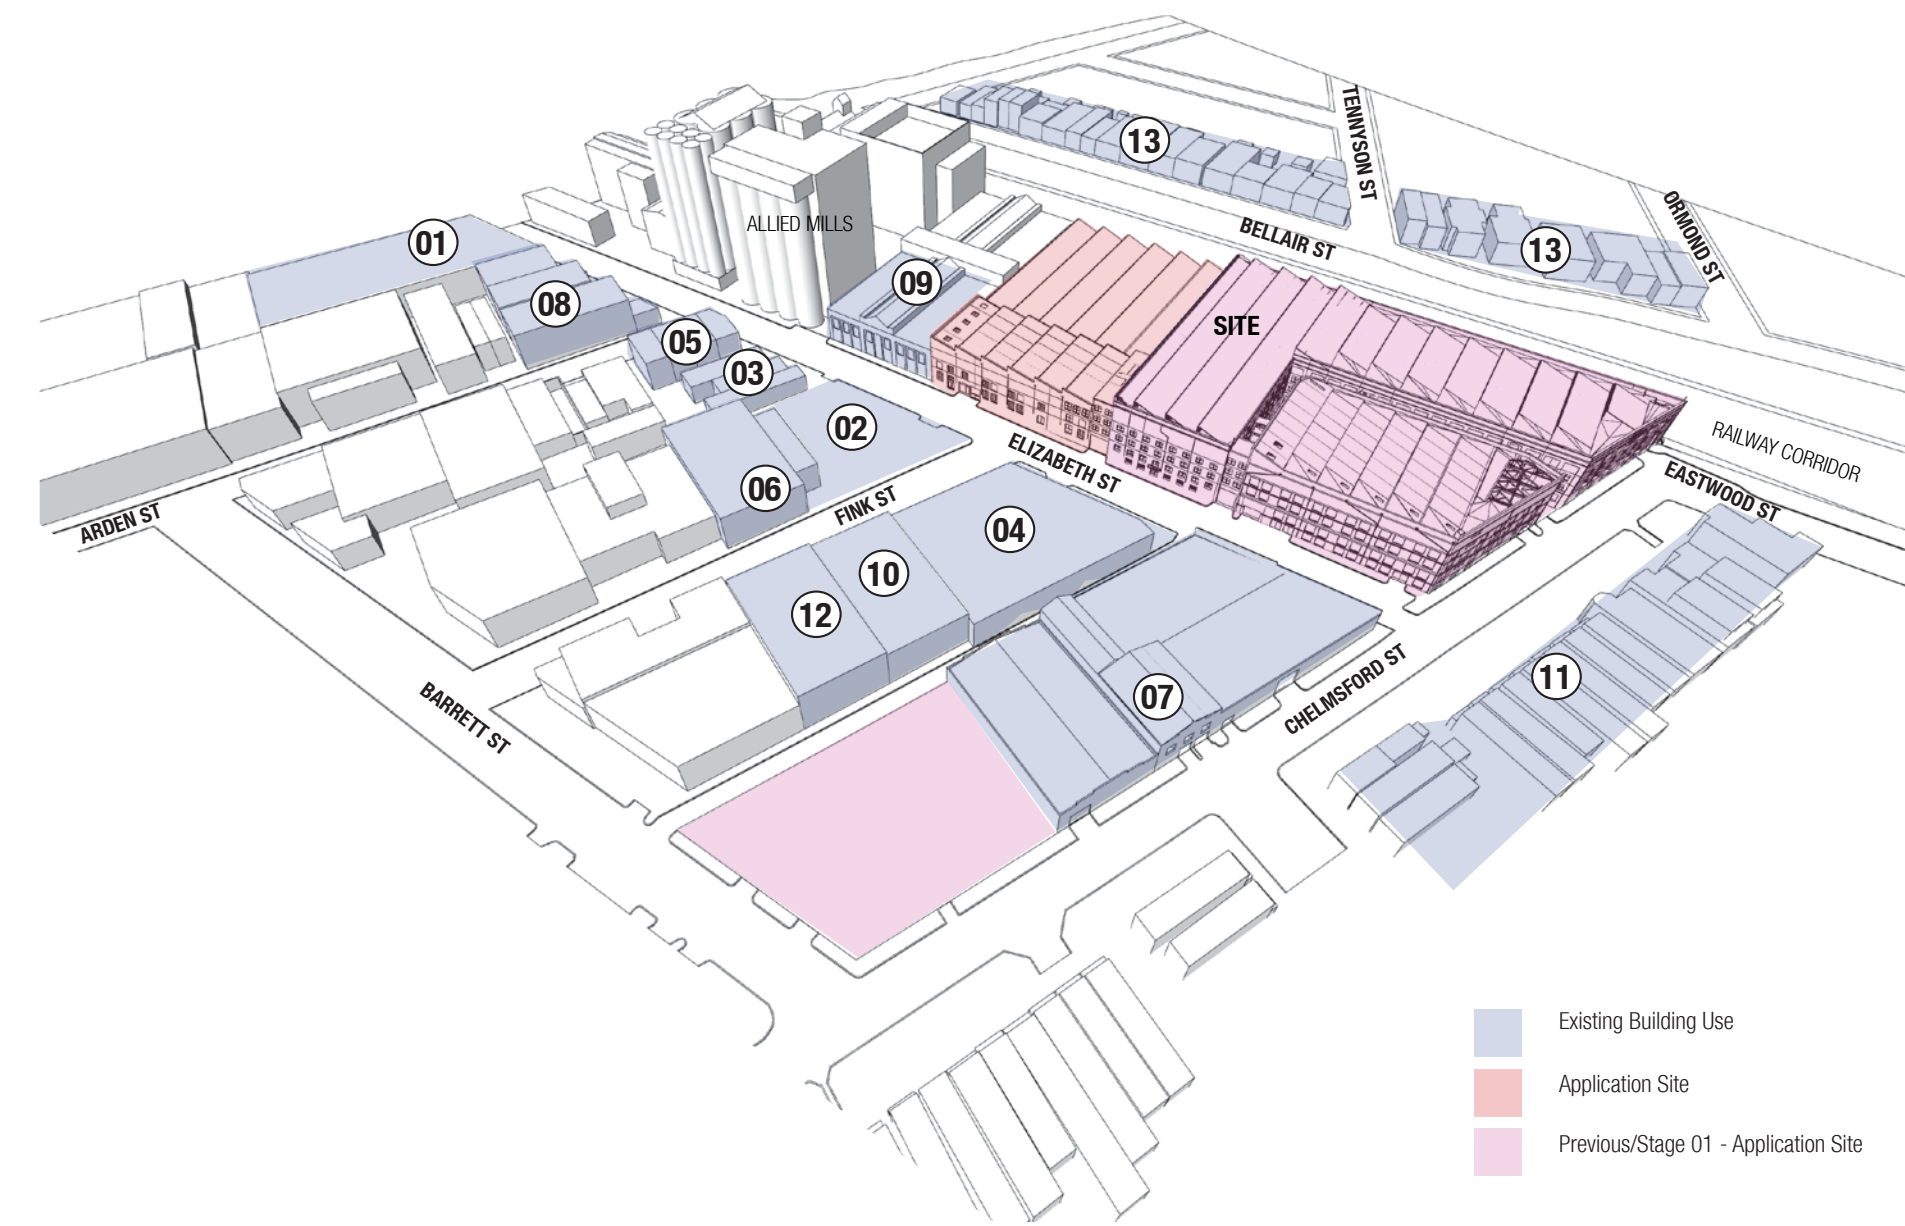 TENNYSON ST
13
ORMOND ST
ALLIED MILLS
BELLAIR ST
01
13
09
08
SITE
05
03
02
RAILWAY CORRIDOR
ELIZABETH ST
06
EASTWOOD ST
FINK ST
ARDEN ST
04
10
12
11
07
CHELMSFORD ST
BARRETT ST
Existing Building Use
Application Site
Previous/Stage 01 - Application Site